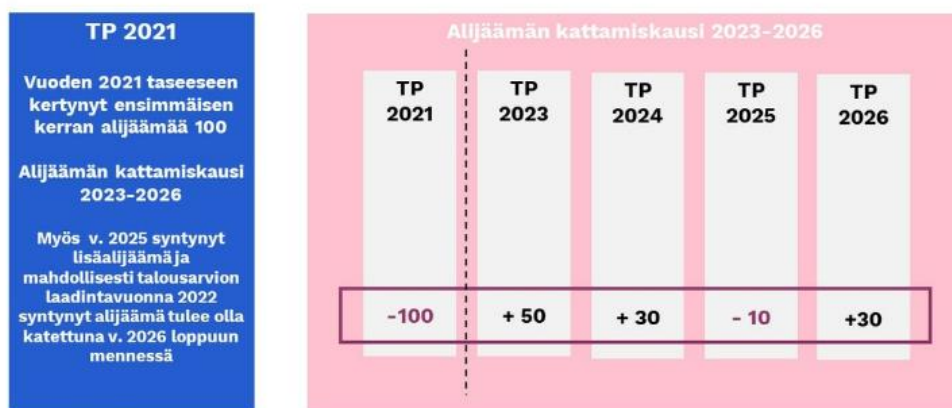 TP 2021
Vuoden 2021 taseeseen
kertynyt ensimmäisen
kerran alijäämää 100
Alijäämän kattamiskausi
2023-2026
Myös v. 2025 syntynyt
lisäalijäämä ja
mahdollisesti talousarvion
laadintavuonna 2022
syntynyt alijäämä tulee olla
katettuna v. 2026 loppuun
mennessä
Alijäämän kattamiskausi 2023-2026
TP 2021
TP 2023
TP 2024
TP 2025
TP 2026
-100
+ 50
+ 30
- 10
+30